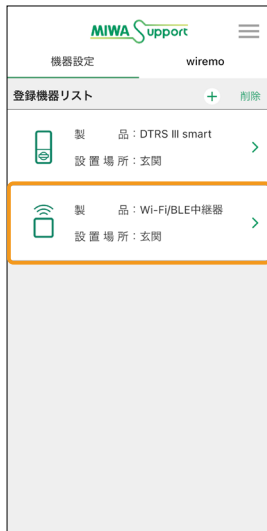 MIWA Support
機器設定 wiremo
登録機器リスト + 削除
製品：DTRS III smart
設置場所：玄関
製品：Wi-Fi/BLE中継器
設置場所：玄関